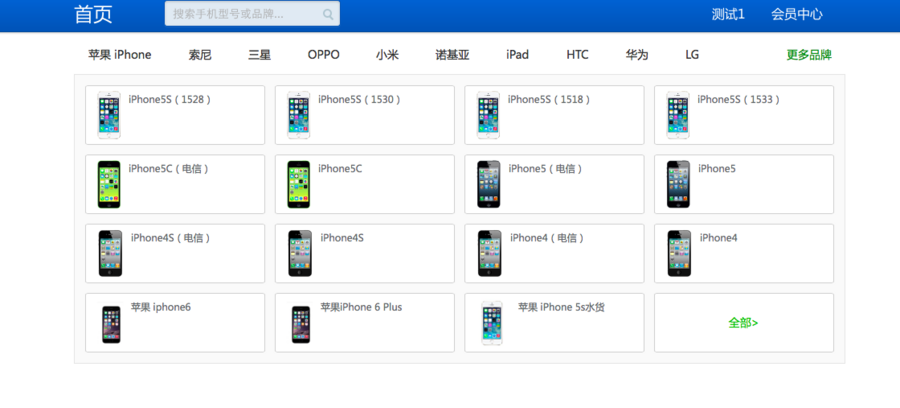 首页 搜索手机型号或品牌... 测试1 会员中心
苹果 iPhone 索尼 三星 OPPO 小米 诺基亚 iPad HTC 华为 LG 更多品牌
iPhone5S ( 1528 ) iPhone5S ( 1530 ) iPhone5S ( 1518 ) iPhone5S ( 1533 )
iPhone5C ( 电信 ) iPhone5C iPhone5 ( 电信 ) iPhone5
iPhone4S ( 电信 ) iPhone4S iPhone4 ( 电信 ) iPhone4
苹果 iphone6 苹果iPhone 6 Plus 苹果 iPhone 5s水货 全部>